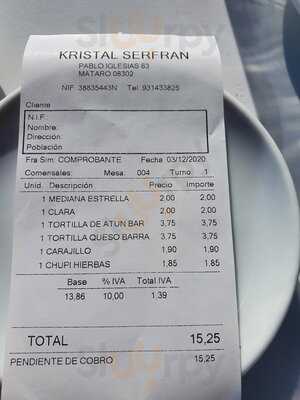 KRISTAL SERFRAN
PABLO IGLESIAS 63
MATARO 08302
NIF. 38835443N Tel. 931433825
Cliente
N.I.F.
Nombre:
Dirección:
Población
Fra.Sim. COMPROBANTE Fecha 03/12/2020
Comensales: Mesa: 004 Turno: 1
Unid. Descripción Precio Importe
1 MEDIANA ESTRELLA 2,00 2,00
1 CLARA 2,00 2,00
1 TORTILLA DE ATUN BAR 3,75 3,75
1 TORTILLA QUESO BARRA 3,75 3,75
1 CARAJILLO 1,90 1,90
1 CHUPI HIERBAS 1,85 1,85
Base % IVA Total IVA
13,86 10,00 1,39
TOTAL 15,25
PENDIENTE DE COBRO 15,25